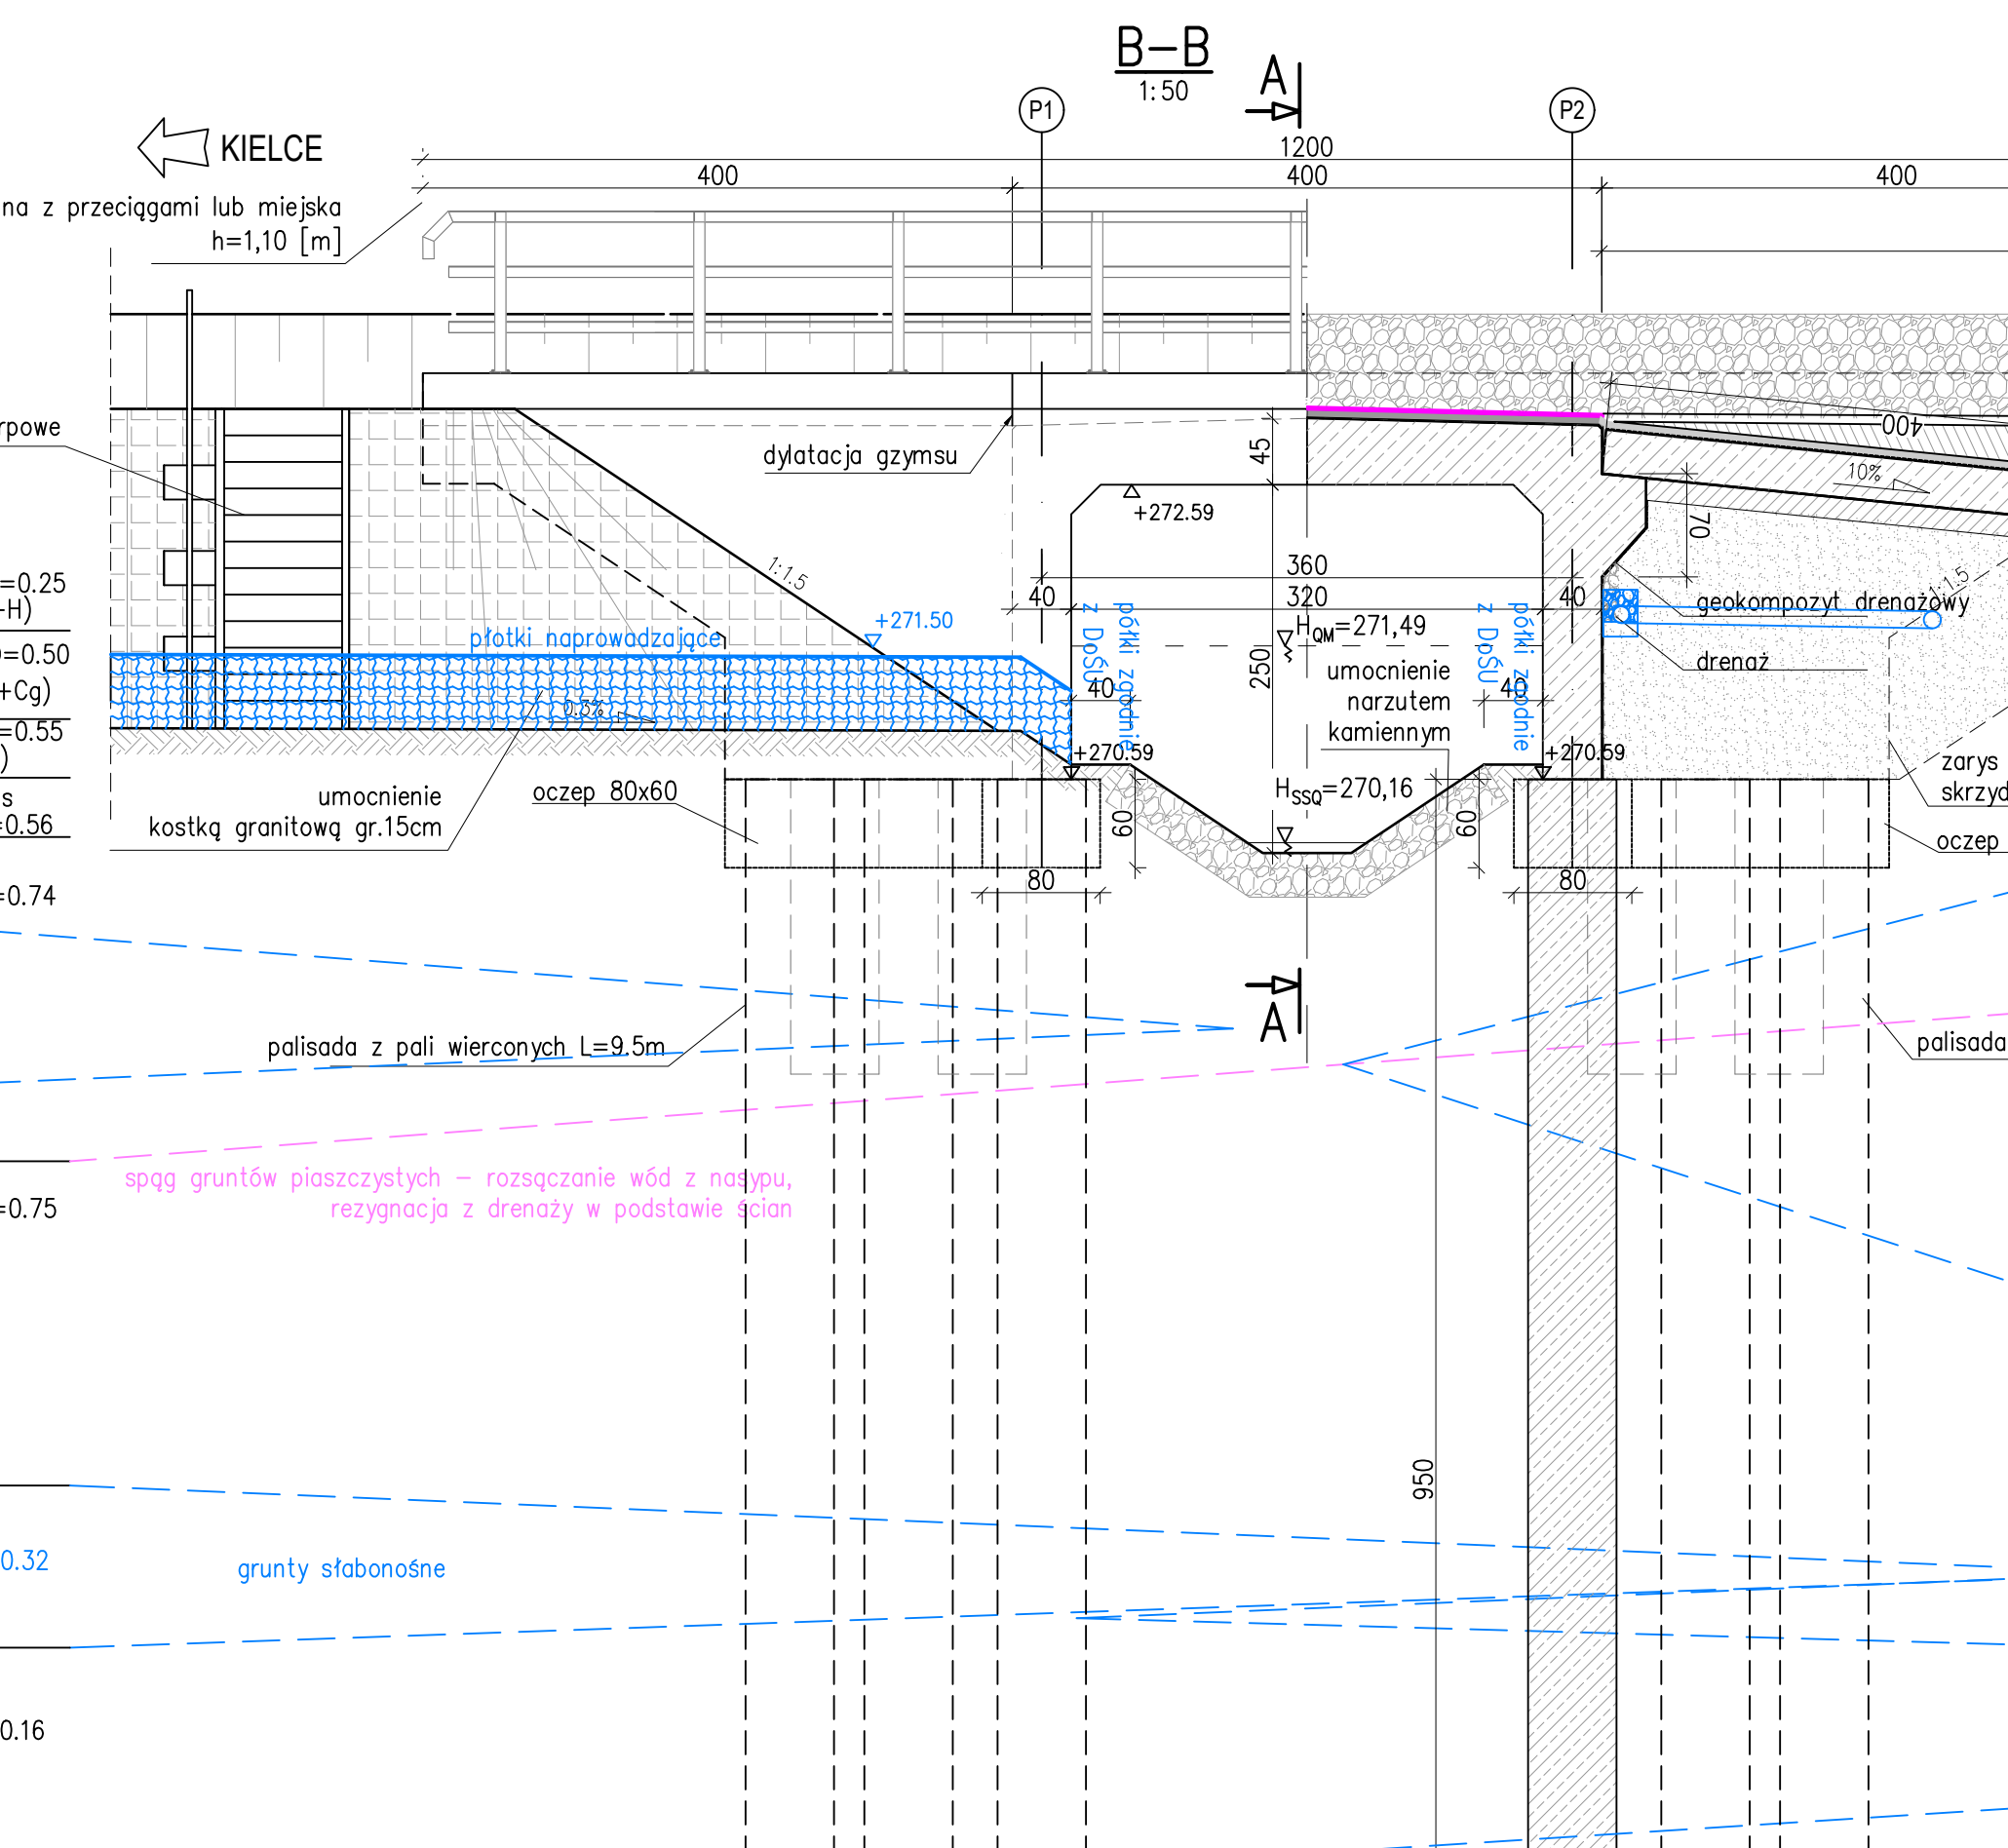 B-B
1:50
A
P1
P2
KIELCE
1200
400
400
400
na z przeciągami lub miejska
h=1,10 [m]
rpowe
dylatacja gzymsu
45
+272.59
400
10%
70
1:1.5
1:1.5
=0.25
-H)
=0.50
+Cg)
=0.55
)
s
=0.56
=0.74
=0.75
0.32
0.16
360
40
320
40
geokompozyt drenażowy
drenaż
płotki naprowadzające
+271.50
półki zgodnie
z DoŚU
półki zgodnie
z DoŚU
HQM=271,49
250
umocnienie
narzutem
kamiennym
40
40
0.3%
+270.59
+270.59
HSSQ=270,16
60
60
80
80
umocnienie
kostką granitową gr.15cm
oczep 80x60
zarys
skrzyd
oczep
A
palisada z pali wierconych L=9.5m
palisada
spąg gruntów piaszczystych – rozsączanie wód z nasypu,
rezygnacja z drenaży w podstawie ścian
950
grunty słabonośne